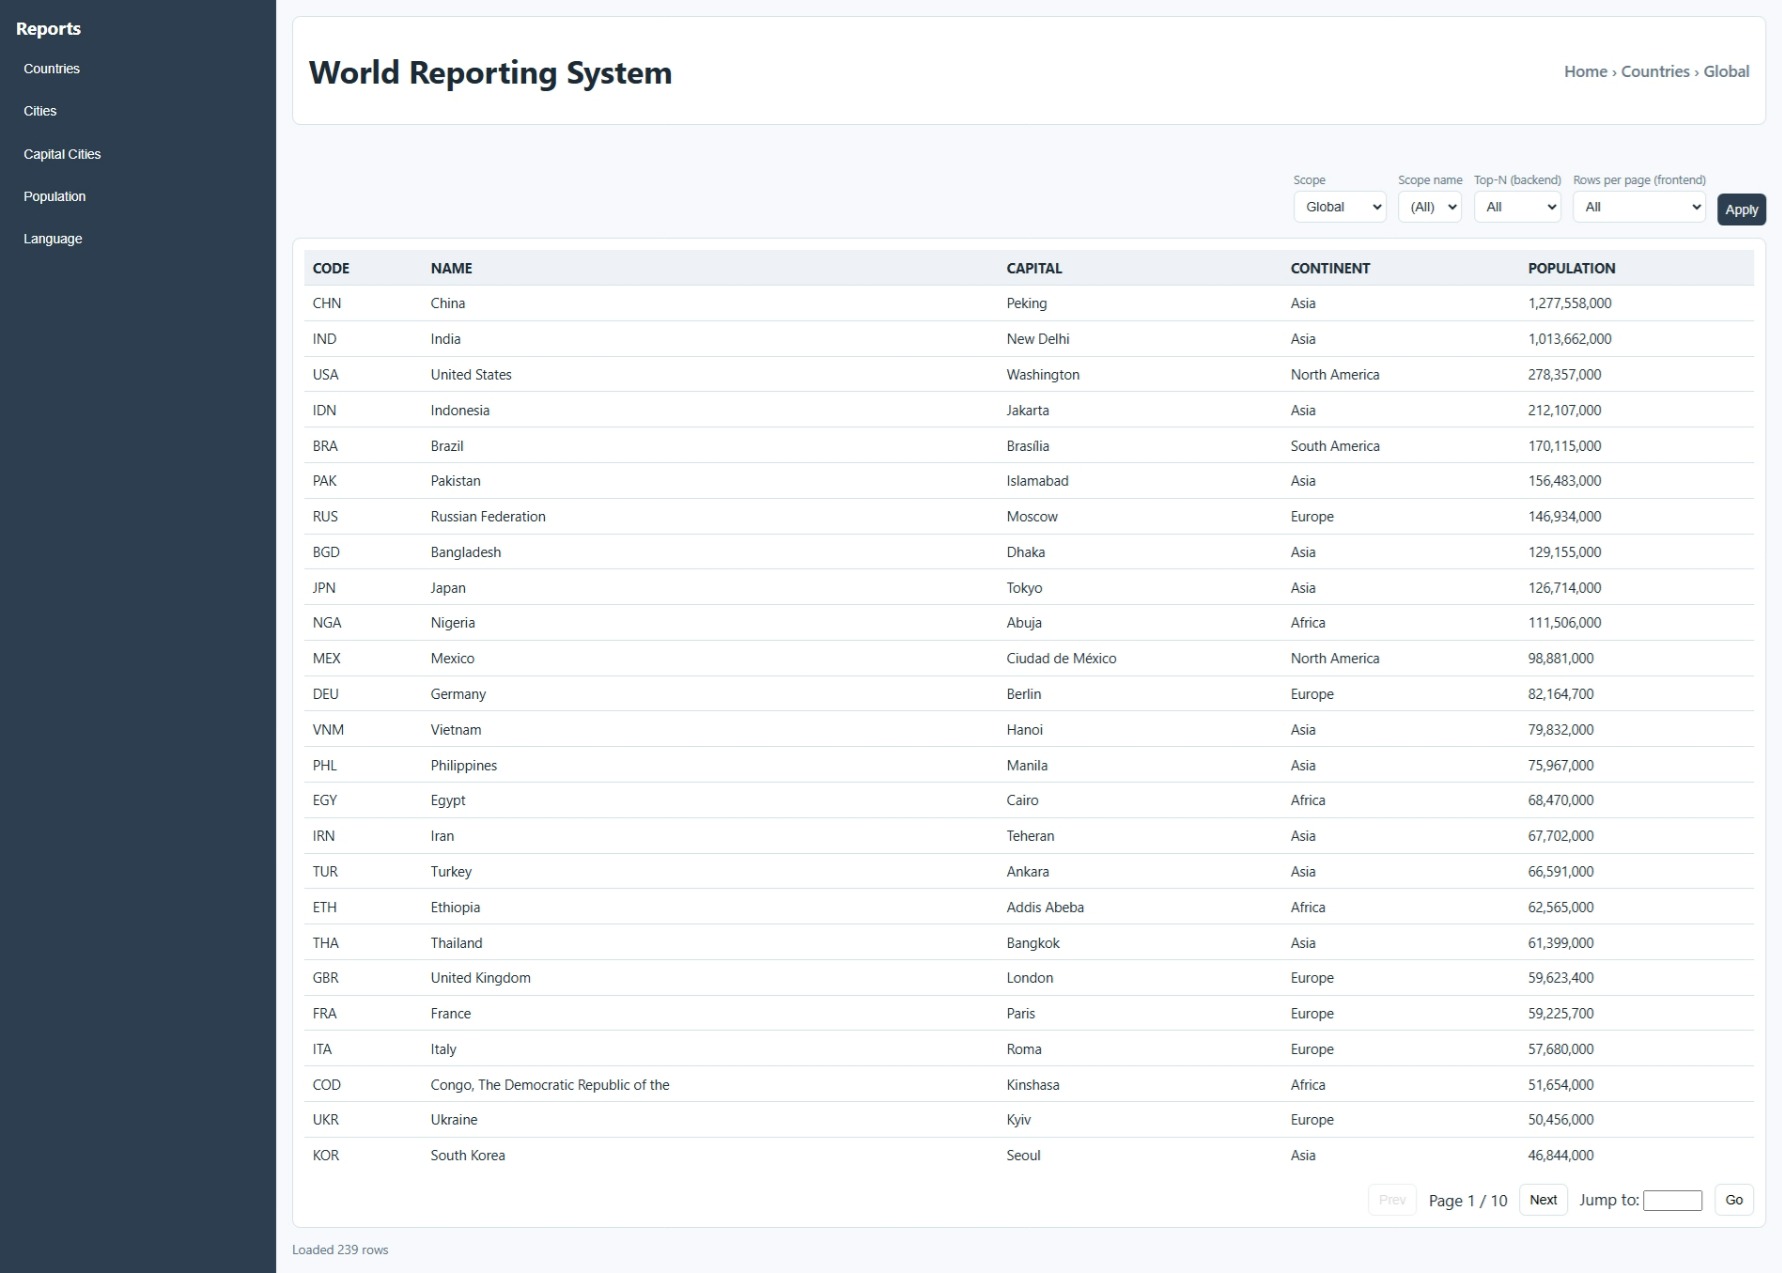 Reports
Countries
Cities
Capital Cities
Population
Language
World Reporting System
Home › Countries › Global
Scope Scope name Top-N (backend) Rows per page (frontend)
Global (All) All All Apply
CODE NAME CAPITAL CONTINENT POPULATION
CHN China Peking Asia 1,277,558,000
IND India New Delhi Asia 1,013,662,000
USA United States Washington North America 278,357,000
IDN Indonesia Jakarta Asia 212,107,000
BRA Brazil Brasília South America 170,115,000
PAK Pakistan Islamabad Asia 156,483,000
RUS Russian Federation Moscow Europe 146,934,000
BGD Bangladesh Dhaka Asia 129,155,000
JPN Japan Tokyo Asia 126,714,000
NGA Nigeria Abuja Africa 111,506,000
MEX Mexico Ciudad de México North America 98,881,000
DEU Germany Berlin Europe 82,164,700
VNM Vietnam Hanoi Asia 79,832,000
PHL Philippines Manila Asia 75,967,000
EGY Egypt Cairo Africa 68,470,000
IRN Iran Teheran Asia 67,702,000
TUR Turkey Ankara Asia 66,591,000
ETH Ethiopia Addis Abeba Africa 62,565,000
THA Thailand Bangkok Asia 61,399,000
GBR United Kingdom London Europe 59,623,400
FRA France Paris Europe 59,225,700
ITA Italy Roma Europe 57,680,000
COD Congo, The Democratic Republic of the Kinshasa Africa 51,654,000
UKR Ukraine Kyiv Europe 50,456,000
KOR South Korea Seoul Asia 46,844,000
Prev Page 1 / 10 Next Jump to: Go
Loaded 239 rows